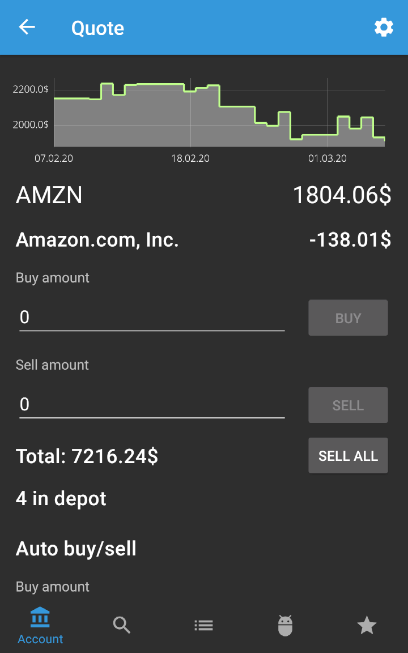 Quote
2200.0$
2000.0$
07.02.20 18.02.20 01.03.20
AMZN 1804.06$
Amazon.com, Inc. -138.01$
Buy amount
0 BUY
Sell amount
0 SELL
Total: 7216.24$ SELL ALL
4 in depot
Auto buy/sell
Buy amount
Account